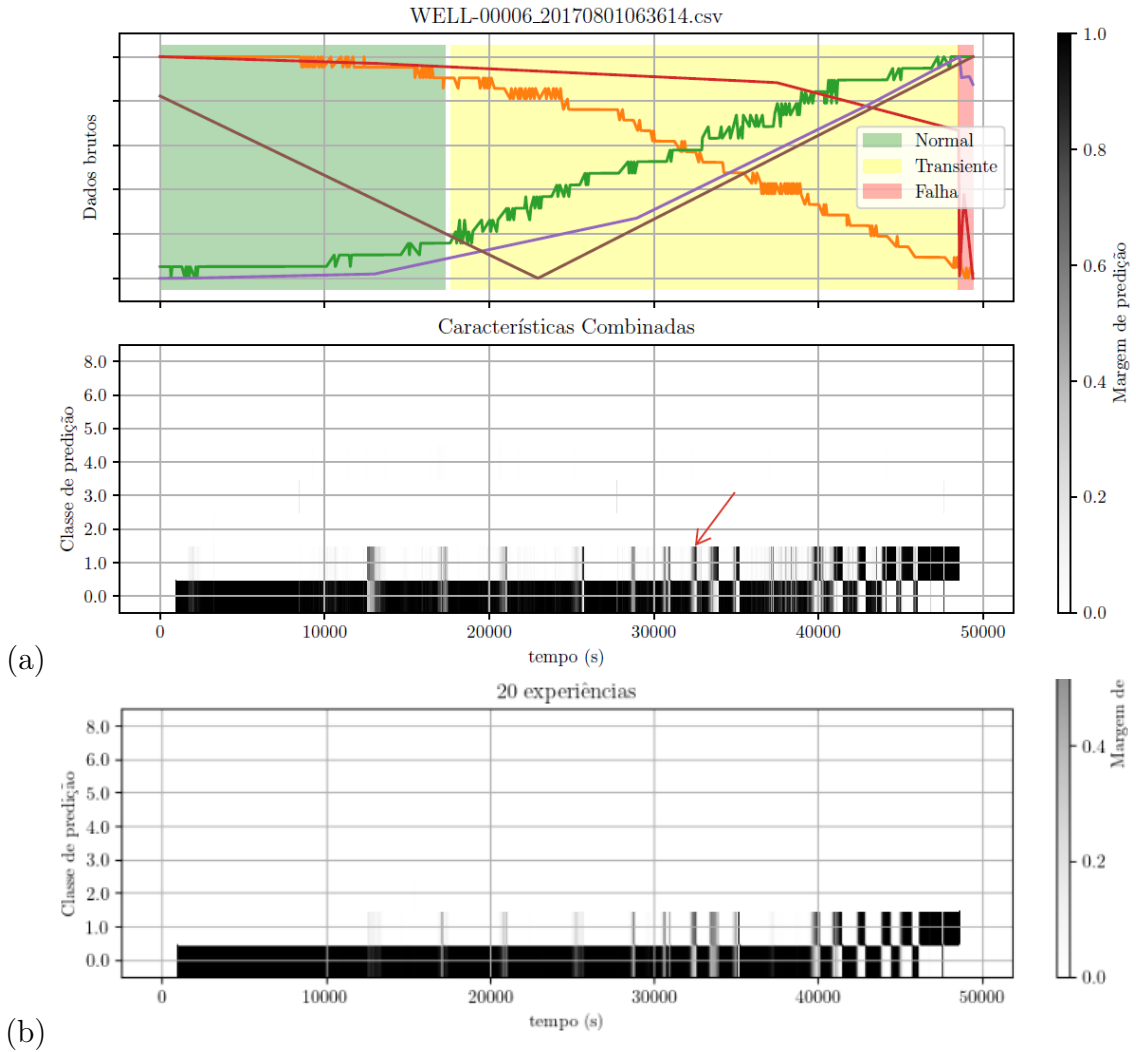 WELL-00006_20170801063614.csv
Dados brutos
Normal
Transiente
Falha
1.0
0.8
0.6
0.4
0.2
0.0
Margem de predição
Características Combinadas
Classe de predição
8.0
6.0
5.0
4.0
3.0
2.0
1.0
0.0
0 10000 20000 30000 40000 50000
tempo (s)
(a)
20 experiências
Classe de predição
8.0
6.0
5.0
4.0
3.0
2.0
1.0
0.0
0 10000 20000 30000 40000 50000
tempo (s)
0.4
0.2
0.0
Margem de
(b)